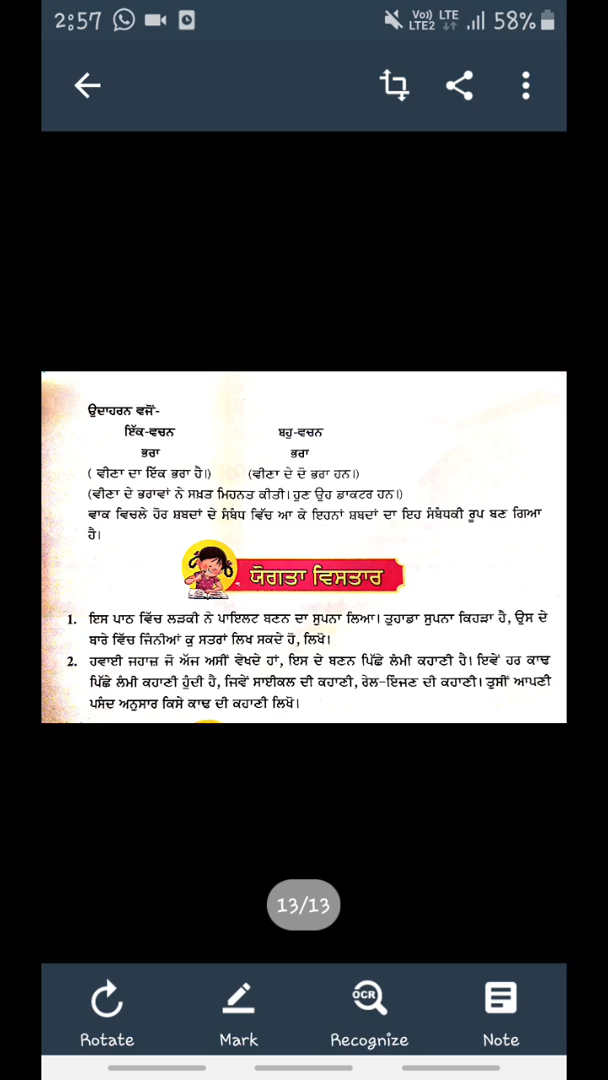 2:57 Vo)) LTE LTE2 58%
ਉਦਾਹਰਨ ਵਜੋਂ-
ਇੱਕ-ਵਚਨ ਬਹੁ-ਵਚਨ
ਭਰਾ ਭਰਾ
( ਵੀਣਾ ਦਾ ਇੱਕ ਭਰਾ ਹੈ।) (ਵੀਣਾ ਦੇ ਦੋ ਭਰਾ ਹਨ।)
(ਵੀਣਾ ਦੇ ਭਰਾਵਾਂ ਨੇ ਸਖ਼ਤ ਮਿਹਨਤ ਕੀਤੀ। ਹੁਣ ਉਹ ਡਾਕਟਰ ਹਨ।)
ਵਾਕ ਵਿਚਲੇ ਹੋਰ ਸ਼ਬਦਾਂ ਦੇ ਸੰਬੰਧ ਵਿੱਚ ਆ ਕੇ ਇਹਨਾਂ ਸ਼ਬਦਾਂ ਦਾ ਇਹ ਸੰਬੰਧਕੀ ਰੂਪ ਬਣ ਗਿਆ
ਹੈ।
ਯੋਗਤਾ ਵਿਸਤਾਰ
1. ਇਸ ਪਾਠ ਵਿੱਚ ਲੜਕੀ ਨੇ ਪਾਇਲਟ ਬਣਨ ਦਾ ਸੁਪਨਾ ਲਿਆ। ਤੁਹਾਡਾ ਸੁਪਨਾ ਕਿਹੜਾ ਹੈ, ਉਸ ਦੇ
ਬਾਰੇ ਵਿੱਚ ਜਿੰਨੀਆਂ ਕੁ ਸਤਰਾਂ ਲਿਖ ਸਕਦੇ ਹੋ, ਲਿਖੋ।
2. ਹਵਾਈ ਜਹਾਜ਼ ਜੋ ਅੱਜ ਅਸੀਂ ਵੇਖਦੇ ਹਾਂ, ਇਸ ਦੇ ਬਣਨ ਪਿੱਛੇ ਲੰਮੀ ਕਹਾਣੀ ਹੈ। ਇਵੇਂ ਹਰ ਕਾਢ
ਪਿੱਛੇ ਲੰਮੀ ਕਹਾਣੀ ਹੁੰਦੀ ਹੈ, ਜਿਵੇਂ ਸਾਈਕਲ ਦੀ ਕਹਾਣੀ, ਰੇਲ-ਇੰਜਣ ਦੀ ਕਹਾਣੀ। ਤੁਸੀਂ ਆਪਣੀ
ਪਸੰਦ ਅਨੁਸਾਰ ਕਿਸੇ ਕਾਢ ਦੀ ਕਹਾਣੀ ਲਿਖੋ।
13/13
OCR
Rotate Mark Recognize Note